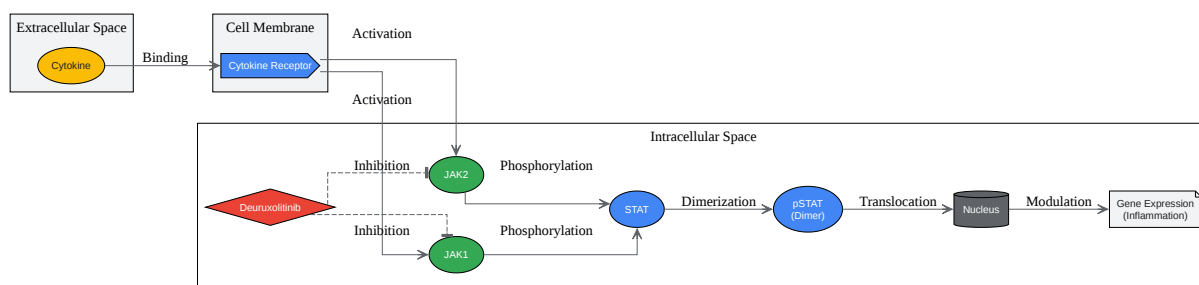 Extracellular Space
Cytokine
Binding
Cell Membrane
Cytokine Receptor
Activation
Activation
Intracellular Space
Deuruxolitinib
Inhibition
Inhibition
JAK2
JAK1
Phosphorylation
Phosphorylation
STAT
Dimerization
pSTAT
(Dimer)
Translocation
Nucleus
Modulation
Gene Expression
(Inflammation)